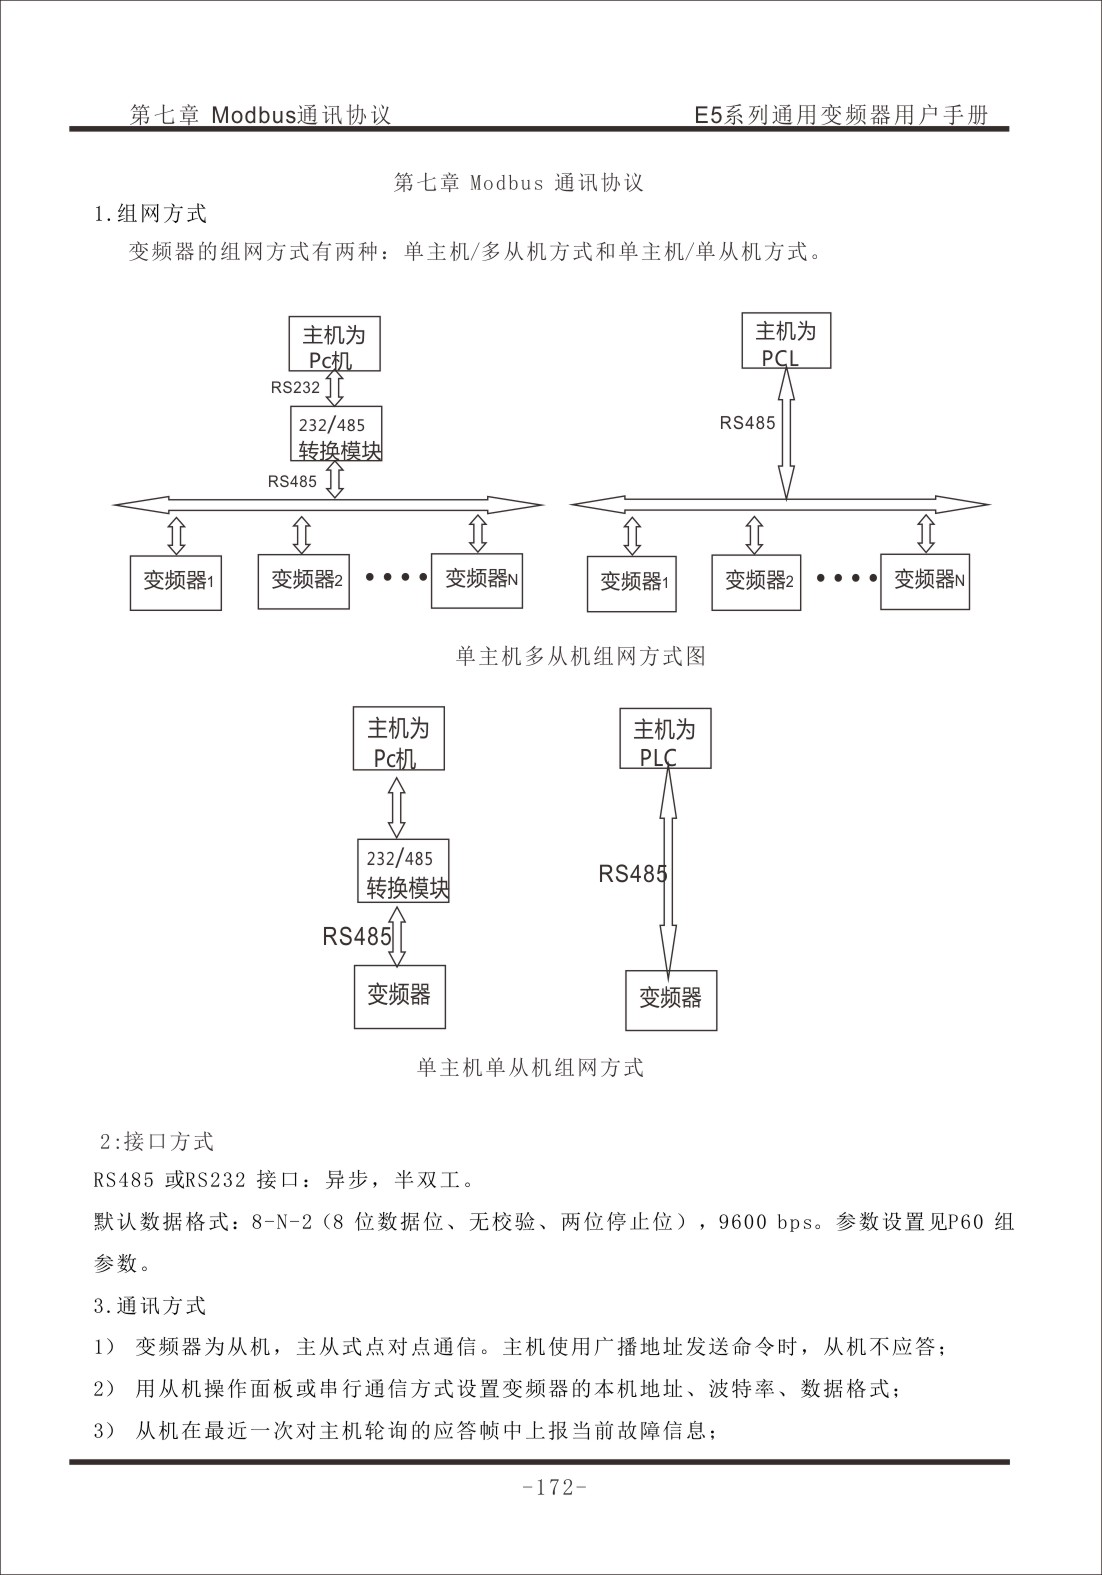 第七章 Modbus通讯协议 E5系列通用变频器用户手册
第七章 Modbus 通讯协议
1.组网方式
变频器的组网方式有两种：单主机/多从机方式和单主机/单从机方式。
主机为
Pc机
RS232
232/485
转换模块
RS485
变频器1
变频器2
变频器N
主机为
PCL
RS485
变频器1
变频器2
变频器N
单主机多从机组网方式图
主机为
Pc机
232/485
转换模块
RS485
变频器
主机为
PLC
RS485
变频器
单主机单从机组网方式
2:接口方式
RS485 或RS232 接口：异步，半双工。
默认数据格式：8-N-2（8 位数据位、无校验、两位停止位），9600 bps。参数设置见P60 组
参数。
3.通讯方式
1） 变频器为从机，主从式点对点通信。主机使用广播地址发送命令时，从机不应答；
2） 用从机操作面板或串行通信方式设置变频器的本机地址、波特率、数据格式；
3） 从机在最近一次对主机轮询的应答帧中上报当前故障信息；
-172-